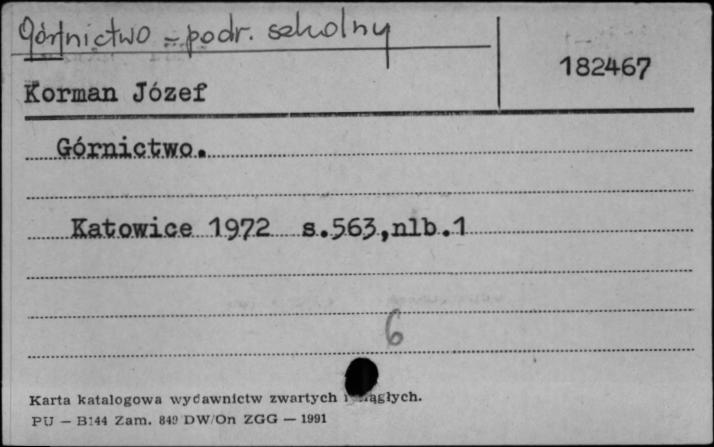 Górnictwo - podr. szkolny
182467
Korman Józef
Górnictwo.
Katowice 1972 s.563,nlb.1
6
Karta katalogowa wydawnictw zwartych i ciągłych.
PU — B144 Zam. 849 DW/On ZGG — 1991